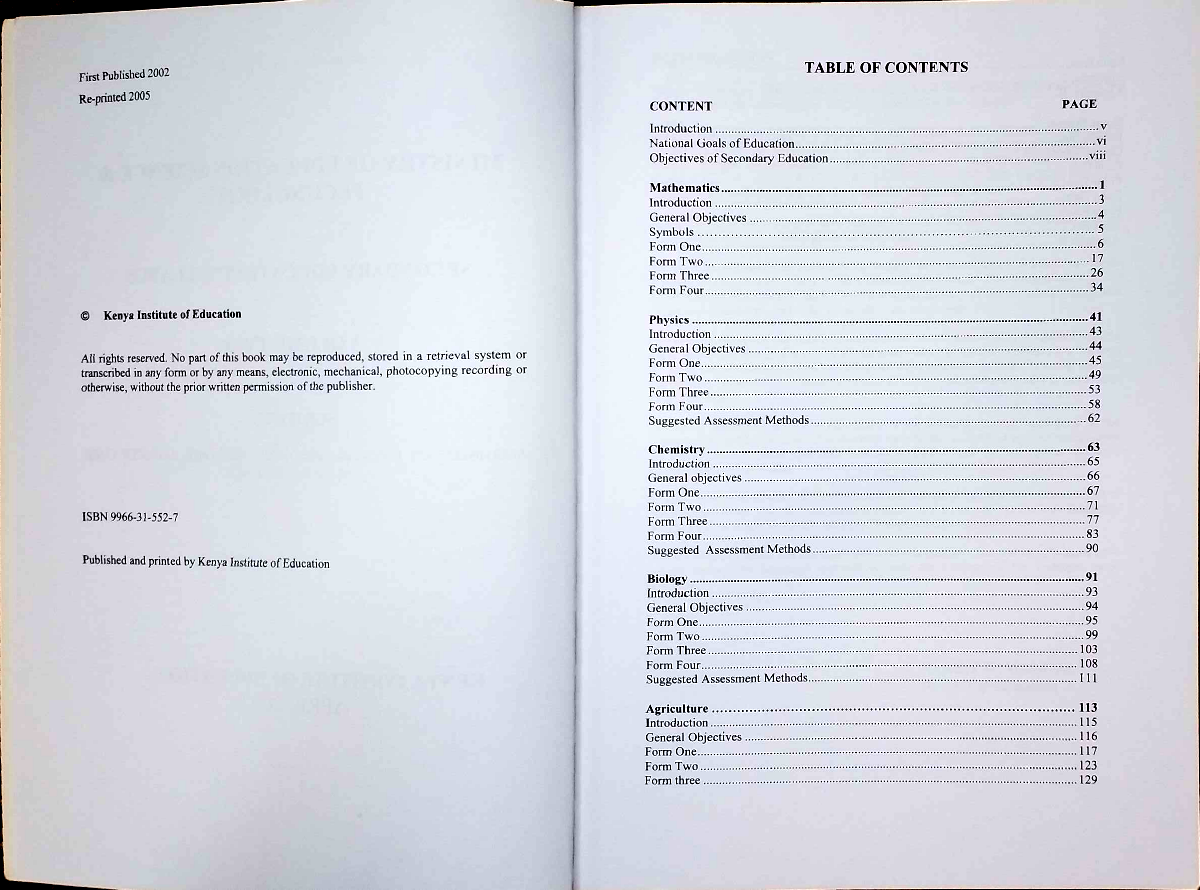 First Published 2002
Re-printed 2005
© Kenya Institute of Education
All rights reserved. No part of this book may be reproduced, stored in a retrieval system or
transcribed in any form or by any means, electronic, mechanical, photocopying recording or
otherwise, without the prior written permission of the publisher.
ISBN 9966-31-552-7
Published and printed by Kenya Institute of Education
TABLE OF CONTENTS
CONTENT PAGE
Introduction ........ v
National Goals of Education ........ vi
Objectives of Secondary Education ........ viii
Mathematics ........ 1
Introduction ........ 3
General Objectives ........ 4
Symbols ........ 5
Form One ........ 6
Form Two ........ 17
Form Three ........ 26
Form Four ........ 34
Physics ........ 41
Introduction ........ 43
General Objectives ........ 44
Form One ........ 45
Form Two ........ 49
Form Three ........ 53
Form Four ........ 58
Suggested Assessment Methods ........ 62
Chemistry ........ 63
Introduction ........ 65
General objectives ........ 66
Form One ........ 67
Form Two ........ 71
Form Three ........ 77
Form Four ........ 83
Suggested Assessment Methods ........ 90
Biology ........ 91
Introduction ........ 93
General Objectives ........ 94
Form One ........ 95
Form Two ........ 99
Form Three ........ 103
Form Four ........ 108
Suggested Assessment Methods ........ 111
Agriculture ........ 113
Introduction ........ 115
General Objectives ........ 116
Form One ........ 117
Form Two ........ 123
Form three ........ 129